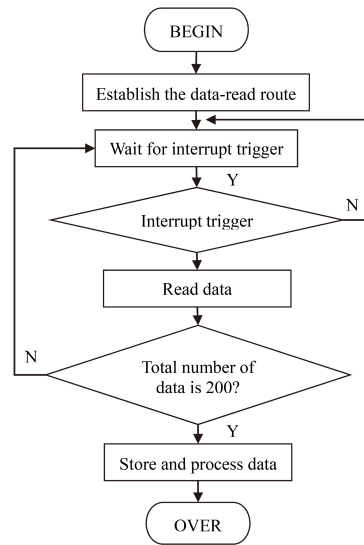 BEGIN
Establish the data-read route
Wait for interrupt trigger
Y
Interrupt trigger
N
Read data
N
Total number of
data is 200?
Y
Store and process data
OVER